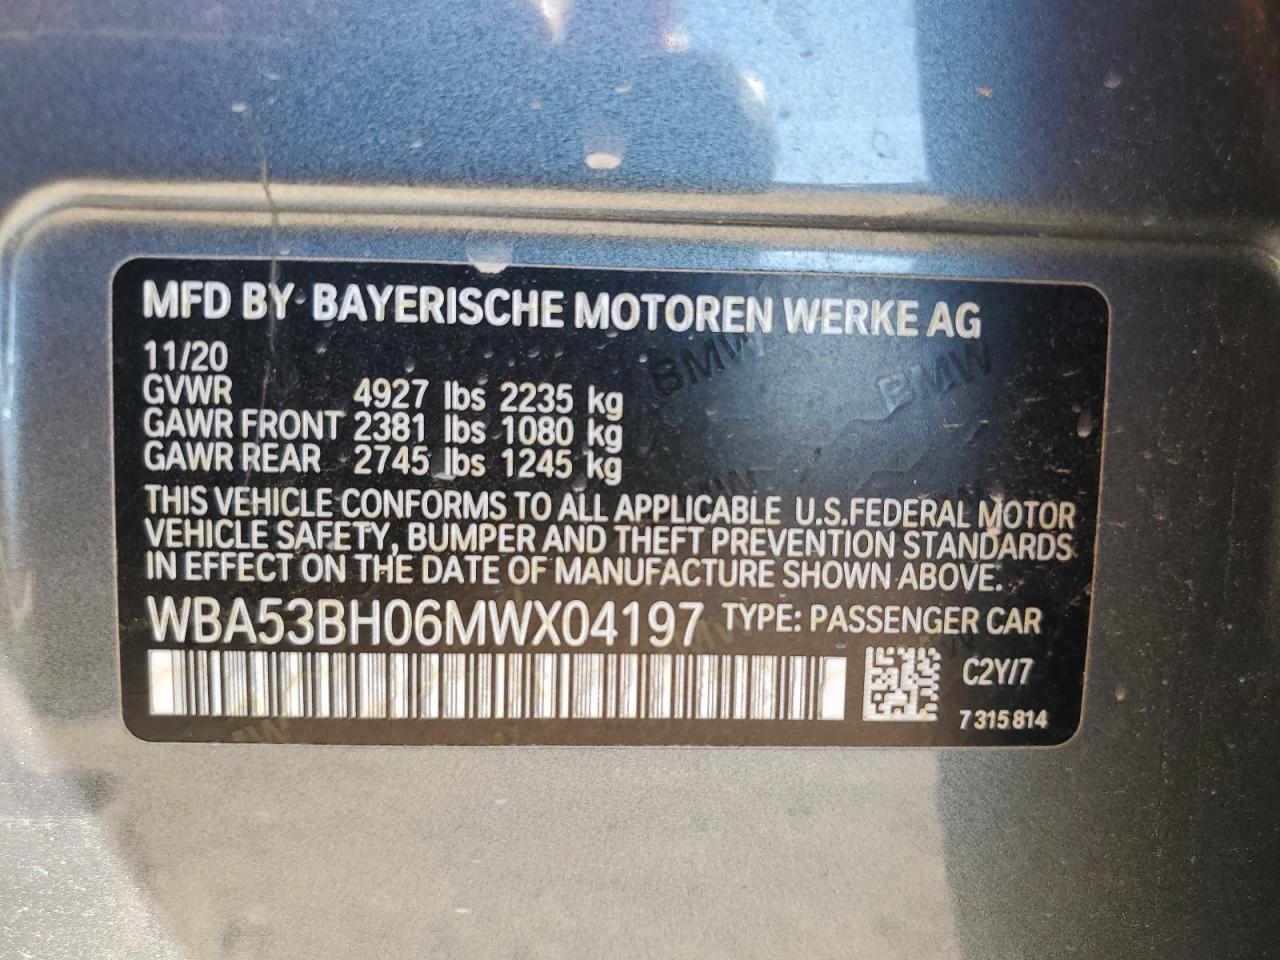 MFD BY BAYERISCHE MOTOREN WERKE AG
11/20
GVWR 4927 lbs 2235 kg
GAWR FRONT 2381 lbs 1080 kg
GAWR REAR 2745 lbs 1245 kg
THIS VEHICLE CONFORMS TO ALL APPLICABLE U.S.FEDERAL MOTOR
VEHICLE SAFETY, BUMPER AND THEFT PREVENTION STANDARDS
IN EFFECT ON THE DATE OF MANUFACTURE SHOWN ABOVE.
WBA53BH06MWX04197 TYPE: PASSENGER CAR
C2Y/7
7 315 814
BMW BMW